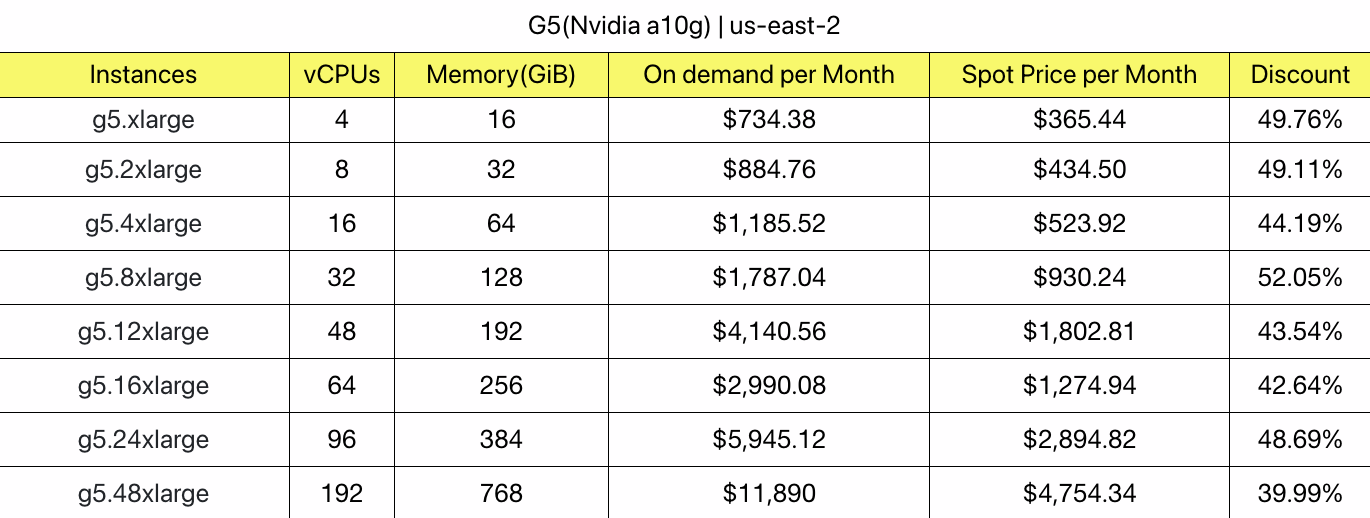 G5(Nvidia a10g) | us-east-2
Instances vCPUs Memory(GiB) On demand per Month Spot Price per Month Discount
g5.xlarge 4 16 $734.38 $365.44 49.76%
g5.2xlarge 8 32 $884.76 $434.50 49.11%
g5.4xlarge 16 64 $1,185.52 $523.92 44.19%
g5.8xlarge 32 128 $1,787.04 $930.24 52.05%
g5.12xlarge 48 192 $4,140.56 $1,802.81 43.54%
g5.16xlarge 64 256 $2,990.08 $1,274.94 42.64%
g5.24xlarge 96 384 $5,945.12 $2,894.82 48.69%
g5.48xlarge 192 768 $11,890 $4,754.34 39.99%